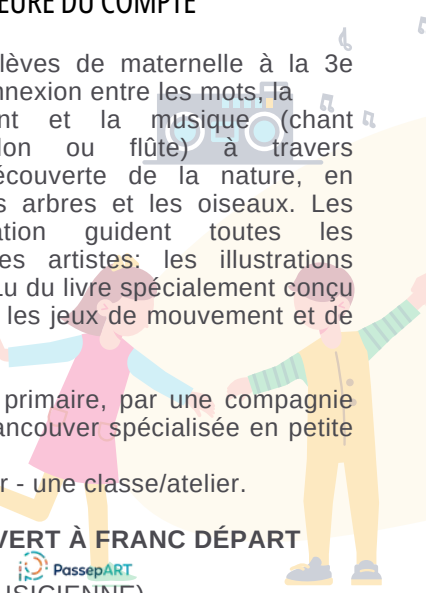 EURE DU COMPTE
lèves de maternelle à la 3e
nnexion entre les mots, la
nt et la musique (chant
lon ou flûte) à travers
écouverte de la nature, en
s arbres et les oiseaux. Les
ation guident toutes les
es artistes: les illustrations
Lu du livre spécialement conçu
les jeux de mouvement et de
primaire, par une compagnie
ancouver spécialisée en petite
r - une classe/atelier.
VERT À FRANC DÉPART
PassepART
USICIENNE)